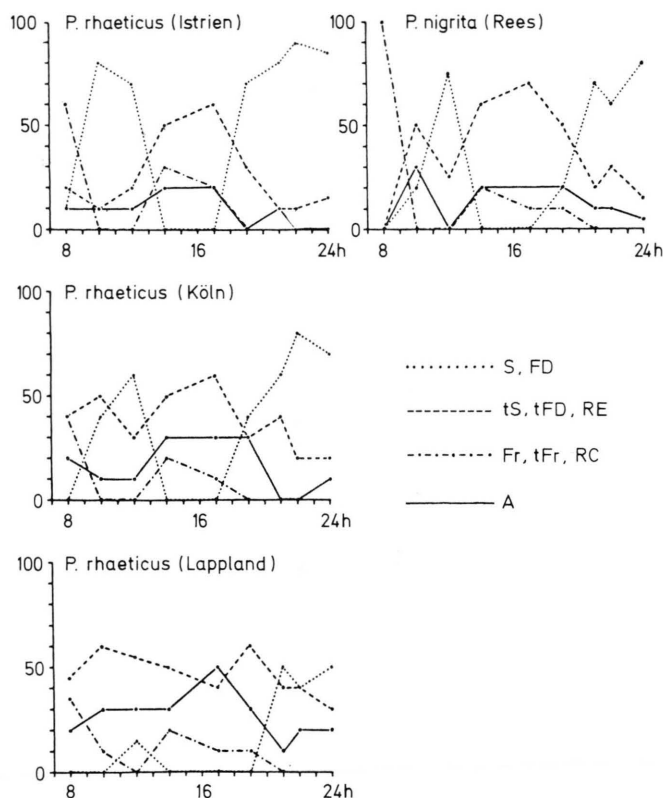 P. rhaeticus (Istrien)
100
50
0
8
16
24h
P. nigrita (Rees)
100
50
0
8
16
24h
P. rhaeticus (Köln)
100
50
0
8
16
24h
S, FD
tS, tFD, RE
Fr, tFr, RC
A
P. rhaeticus (Lappland)
100
50
0
8
16
24h